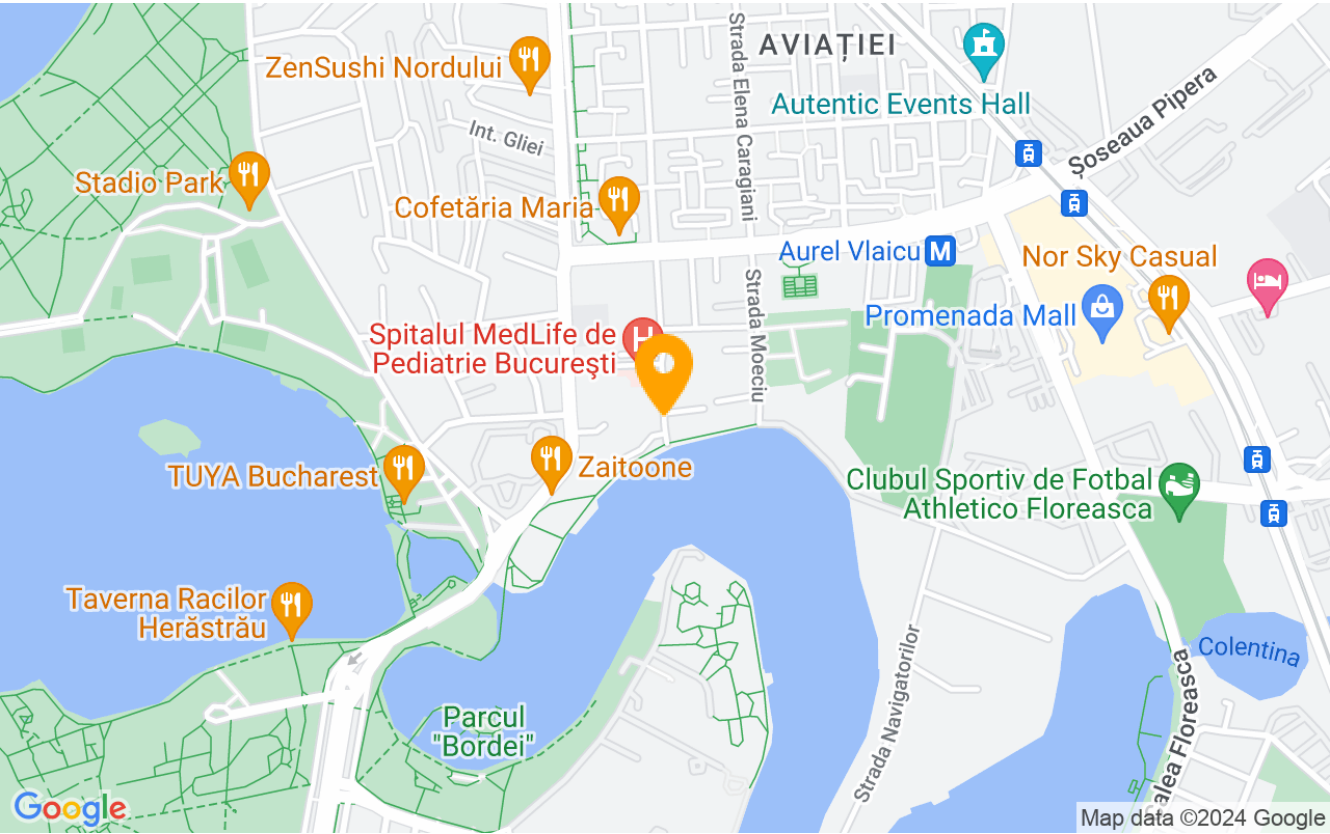 AVIAȚIEI
Strada Elena Caragiani
ZenSushi Nordului
Autentic Events Hall
Șoseaua Pipera
Int. Gliei
Stadio Park
Cofetăria Maria
Aurel Vlaicu
M
Nor Sky Casual
Strada Moeciu
Promenada Mall
Spitalul MedLife de
Pediatrie București
H
TUYA Bucharest
Zaitoone
Clubul Sportiv de Fotbal
Athletico Floreasca
Taverna Racilor
Herăstrău
Strada Navigatorilor
Colentina
Calea Floreasca
Parcul
"Bordei"
Google
Map data ©2024 Google